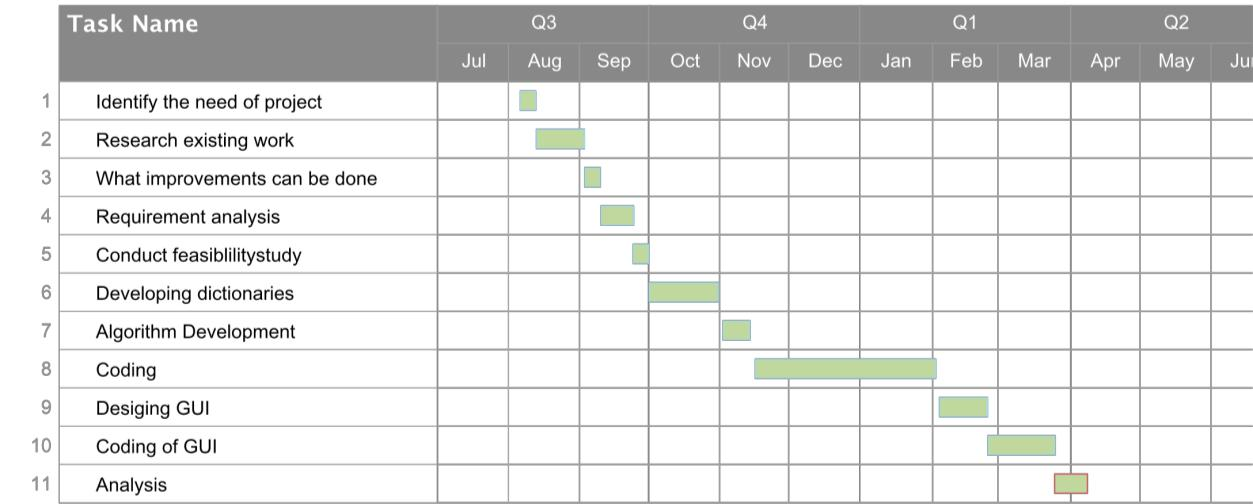 Task Name
Q3 Q4 Q1 Q2
Jul Aug Sep Oct Nov Dec Jan Feb Mar Apr May
1 Identify the need of project
2 Research existing work
3 What improvements can be done
4 Requirement analysis
5 Conduct feasiblilitystudy
6 Developing dictionaries
7 Algorithm Development
8 Coding
9 Desiging GUI
10 Coding of GUI
11 Analysis